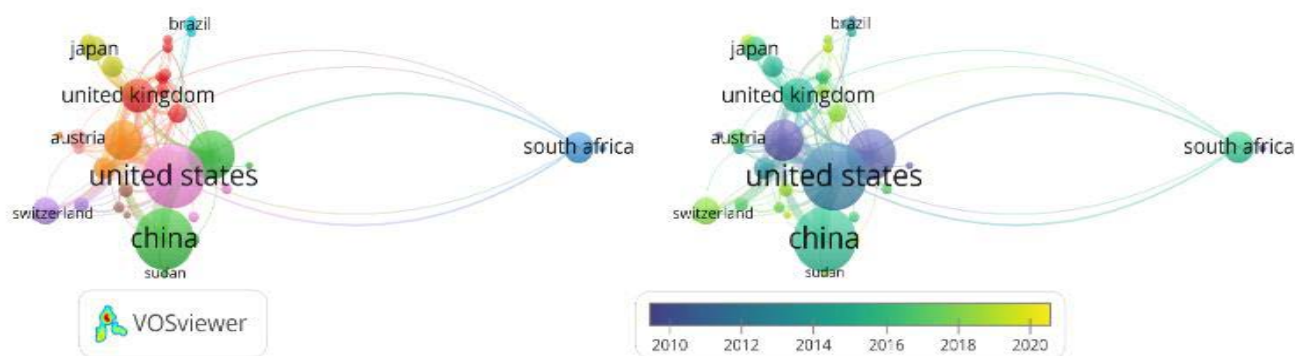 brazil
japan
united kingdom
austria
south africa
united states
switzerland
china
sudan
VOSviewer
brazil
japan
united kingdom
austria
south africa
united states
switzerland
china
sudan
2010 2012 2014 2016 2018 2020